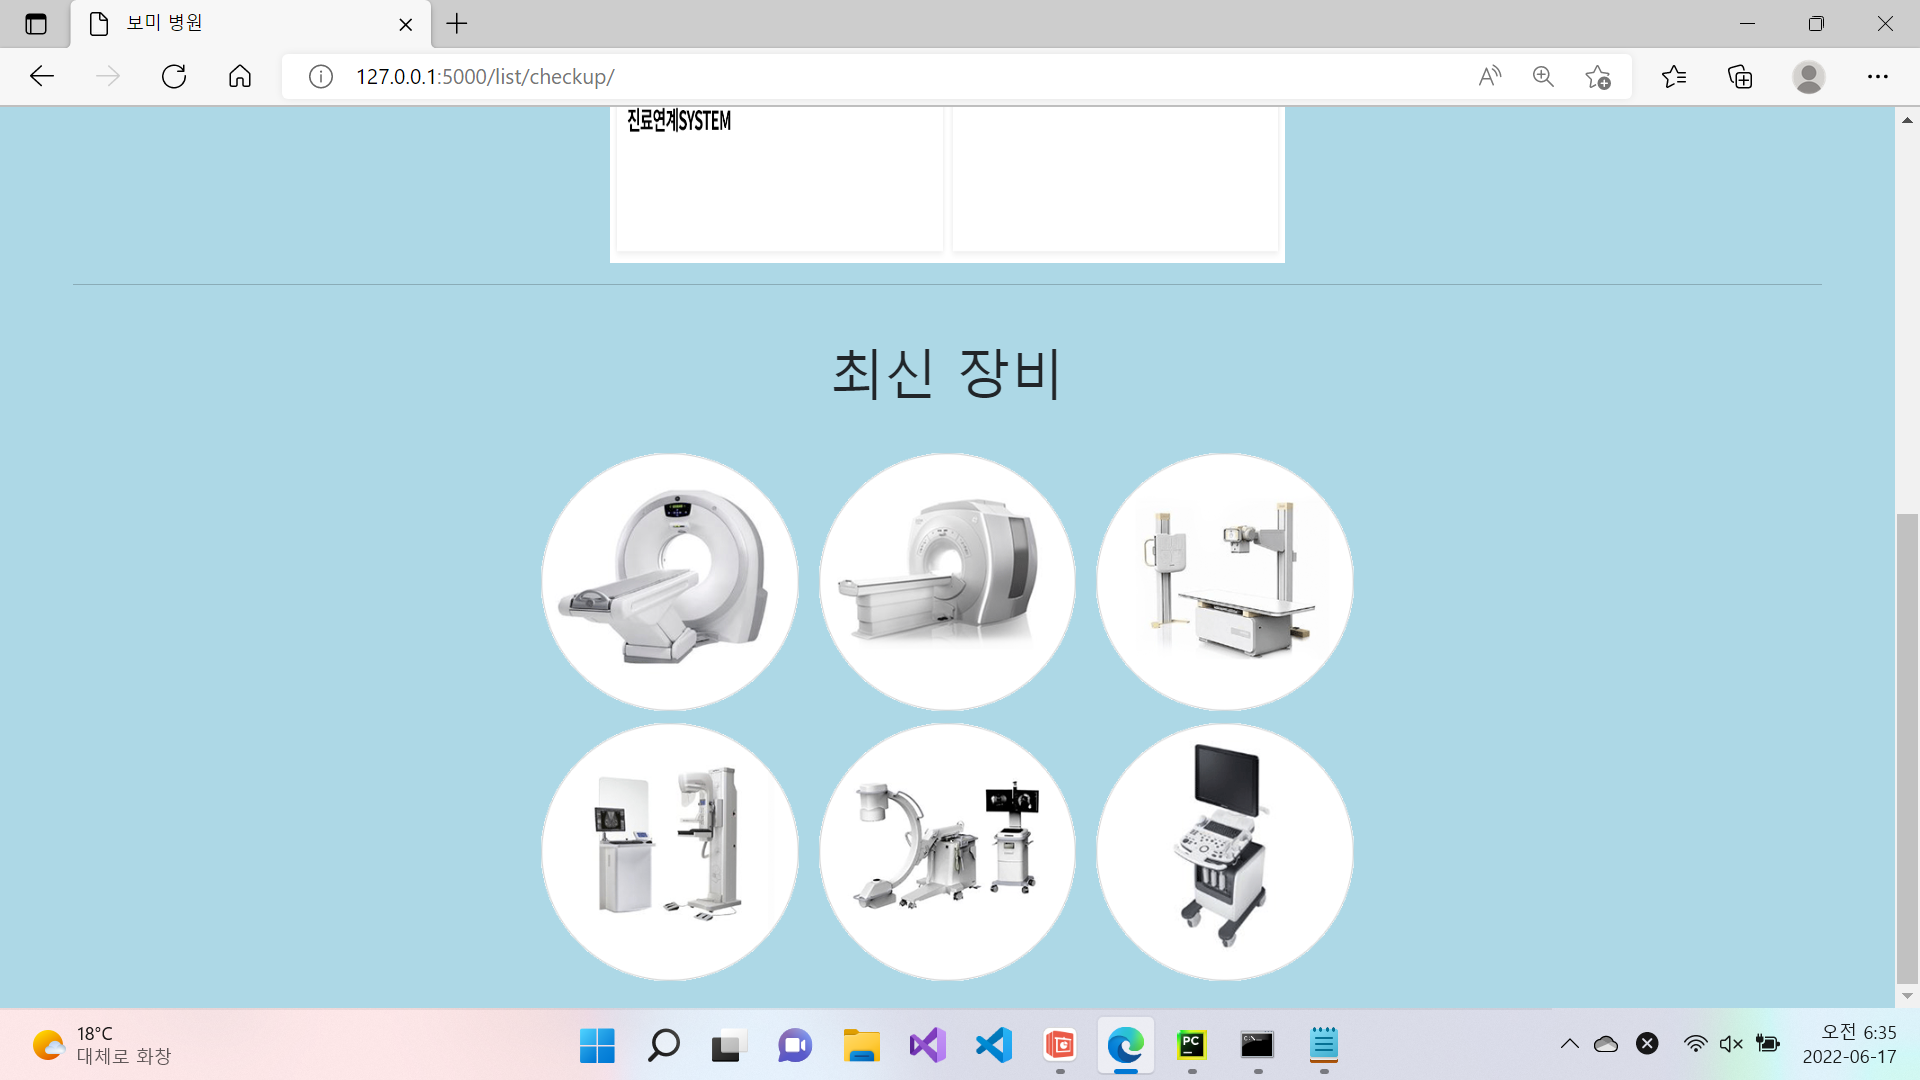 보미 병원
127.0.0.1:5000/list/checkup/
진료연계SYSTEM
최신 장비
18°C
대체로 화창
오전 6:35
2022-06-17